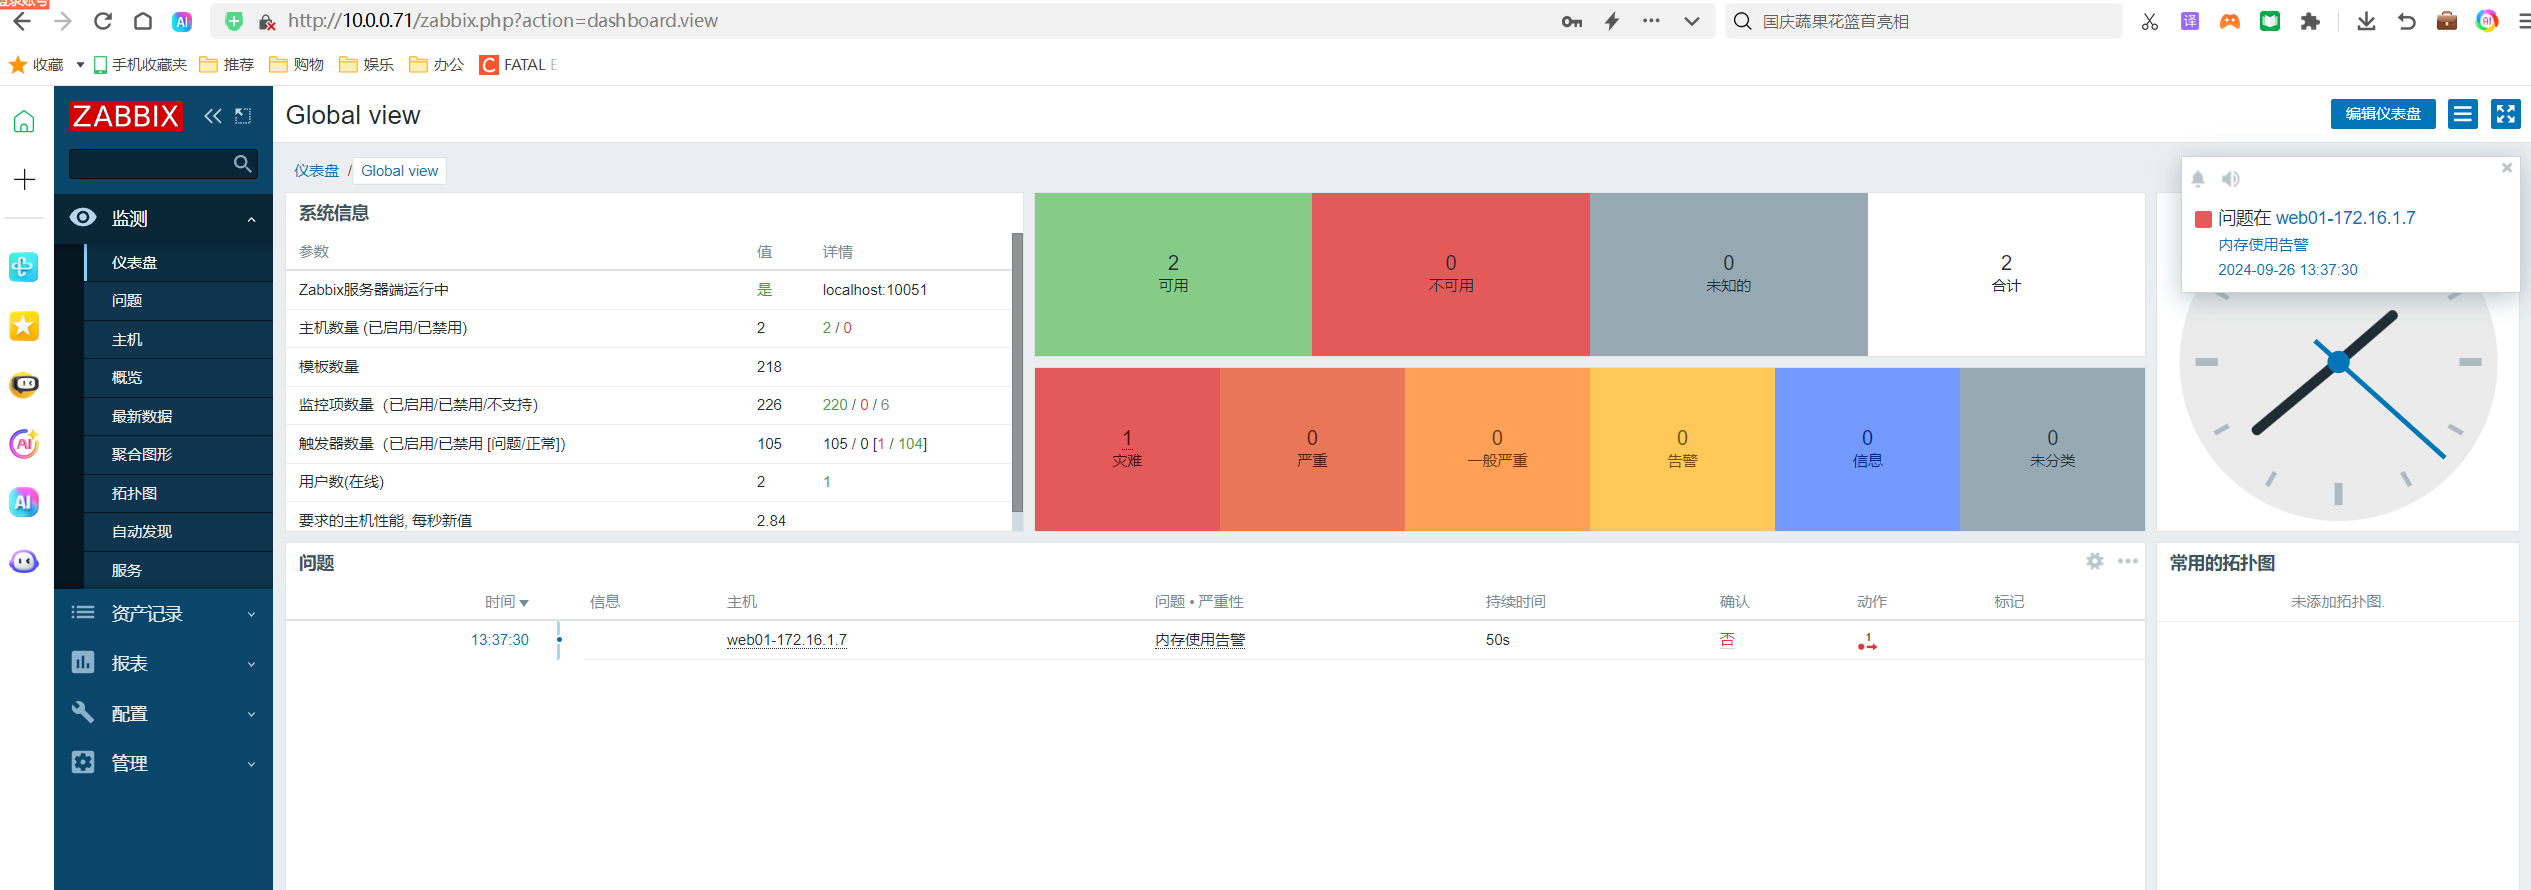 登录账号
AI http://10.0.0.71/zabbix.php?action=dashboard.view 国庆蔬果花篮首亮相 译 AI
收藏 手机收藏夹 推荐 购物 娱乐 办公 C FATAL E
ZABBIX
Global view
编辑仪表盘
仪表盘 / Global view
问题在 web01-172.16.1.7
内存使用告警
2024-09-26 13:37:30
监测
仪表盘
问题
主机
概览
最新数据
聚合图形
拓扑图
自动发现
服务
资产记录
报表
配置
管理
AI
AI
系统信息
参数 值 详情
Zabbix服务器端运行中 是 localhost:10051
主机数量 (已启用/已禁用) 2 2 / 0
模板数量 218
监控项数量 (已启用/已禁用/不支持) 226 220 / 0 / 6
触发器数量 (已启用/已禁用 [问题/正常]) 105 105 / 0 [1 / 104]
用户数(在线) 2 1
要求的主机性能, 每秒新值 2.84
2 0 0 2
可用 不可用 未知的 合计
1 0 0 0 0 0
灾难 严重 一般严重 告警 信息 未分类
问题
时间 信息 主机 问题 • 严重性 持续时间 确认 动作 标记
13:37:30 web01-172.16.1.7 内存使用告警 50s 否 1
常用的拓扑图
未添加拓扑图.